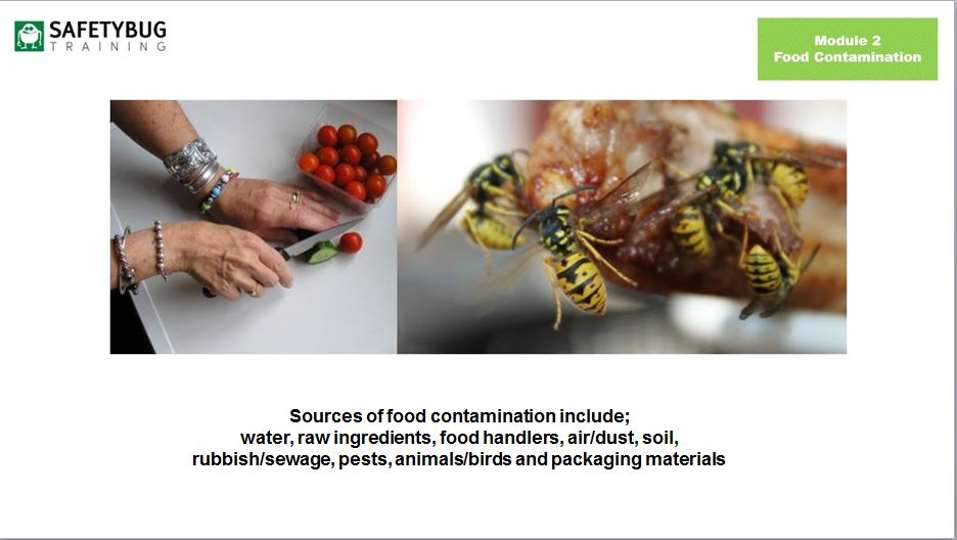 SAFETYBUG
TRAINING
Module 2
Food Contamination
Sources of food contamination include;
water, raw ingredients, food handlers, air/dust, soil,
rubbish/sewage, pests, animals/birds and packaging materials